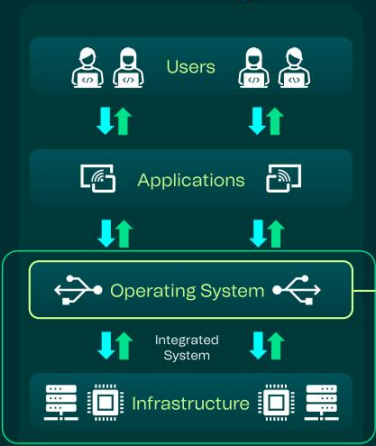 Users
Applications
Operating System
Integrated
System
Infrastructure